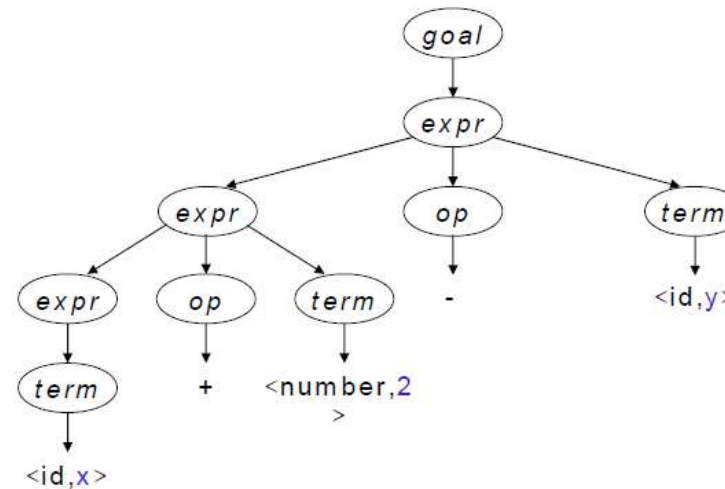 goal
expr
expr op term
expr op term - <id,y>
term + <number,2
>
<id,x>